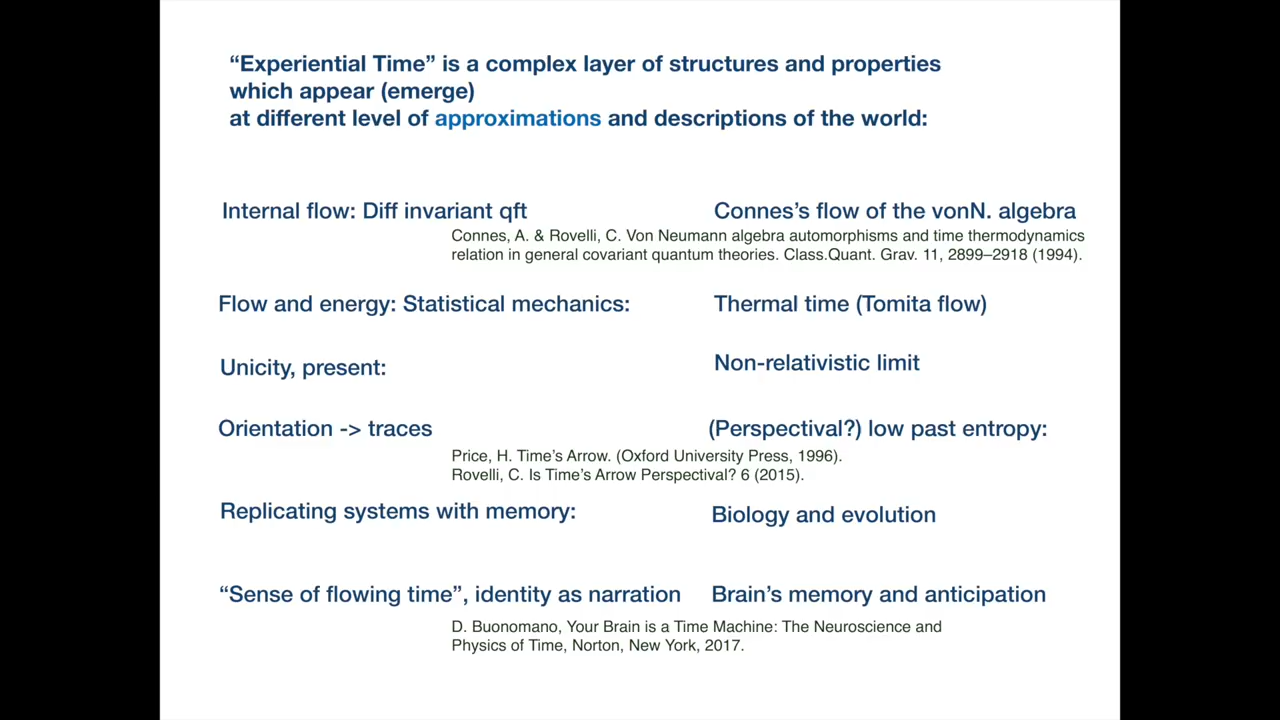 “Experiential Time” is a complex layer of structures and properties
which appear (emerge)
at different level of approximations and descriptions of the world:
Internal flow: Diff invariant qft
Connes’s flow of the vonN. algebra
Connes, A. & Rovelli, C. Von Neumann algebra automorphisms and time thermodynamics
relation in general covariant quantum theories. Class.Quant. Grav. 11, 2899–2918 (1994).
Flow and energy: Statistical mechanics:
Thermal time (Tomita flow)
Unicity, present:
Non-relativistic limit
Orientation -> traces
(Perspectival?) low past entropy:
Price, H. Time’s Arrow. (Oxford University Press, 1996).
Rovelli, C. Is Time’s Arrow Perspectival? 6 (2015).
Replicating systems with memory:
Biology and evolution
“Sense of flowing time”, identity as narration
Brain’s memory and anticipation
D. Buonomano, Your Brain is a Time Machine: The Neuroscience and
Physics of Time, Norton, New York, 2017.